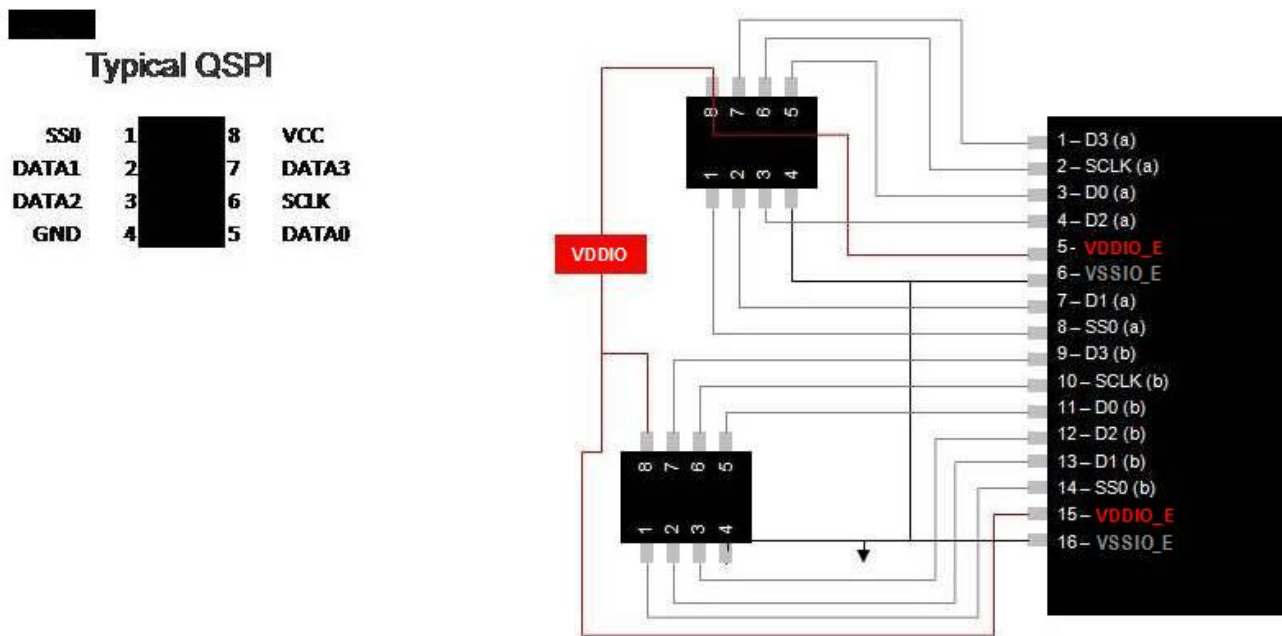 Typical QSPI
SS0 1 8 VCC
DATA1 2 7 DATA3
DATA2 3 6 SCLK
GND 4 5 DATA0
8 7 6 5
1 2 3 4
VDDIO
8 7 6 5
1 2 3 4
1 – D3 (a)
2 – SCLK (a)
3 – D0 (a)
4 – D2 (a)
5- VDDIO_E
6 – VSSIO_E
7 – D1 (a)
8 – SS0 (a)
9 – D3 (b)
10 – SCLK (b)
11 – D0 (b)
12 – D2 (b)
13 – D1 (b)
14 – SS0 (b)
15 – VDDIO_E
16 – VSSIO_E